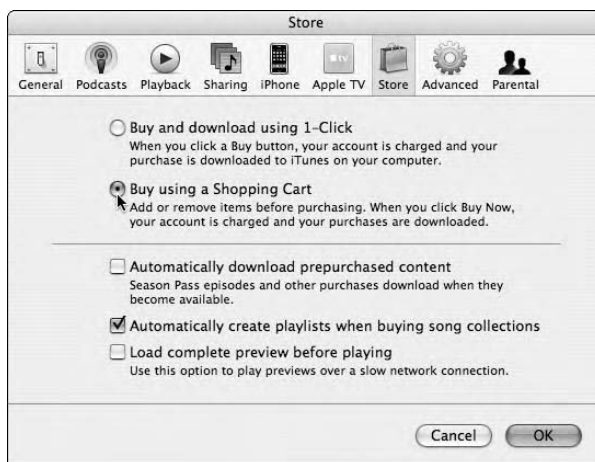 Store
General Podcasts Playback Sharing iPhone Apple TV Store Advanced Parental
Buy and download using 1-Click
When you click a Buy button, your account is charged and your
purchase is downloaded to iTunes on your computer.
Buy using a Shopping Cart
Add or remove items before purchasing. When you click Buy Now,
your account is charged and your purchases are downloaded.
Automatically download prepurchased content
Season Pass episodes and other purchases download when they
become available.
Automatically create playlists when buying song collections
Load complete preview before playing
Use this option to play previews over a slow network connection.
Cancel OK